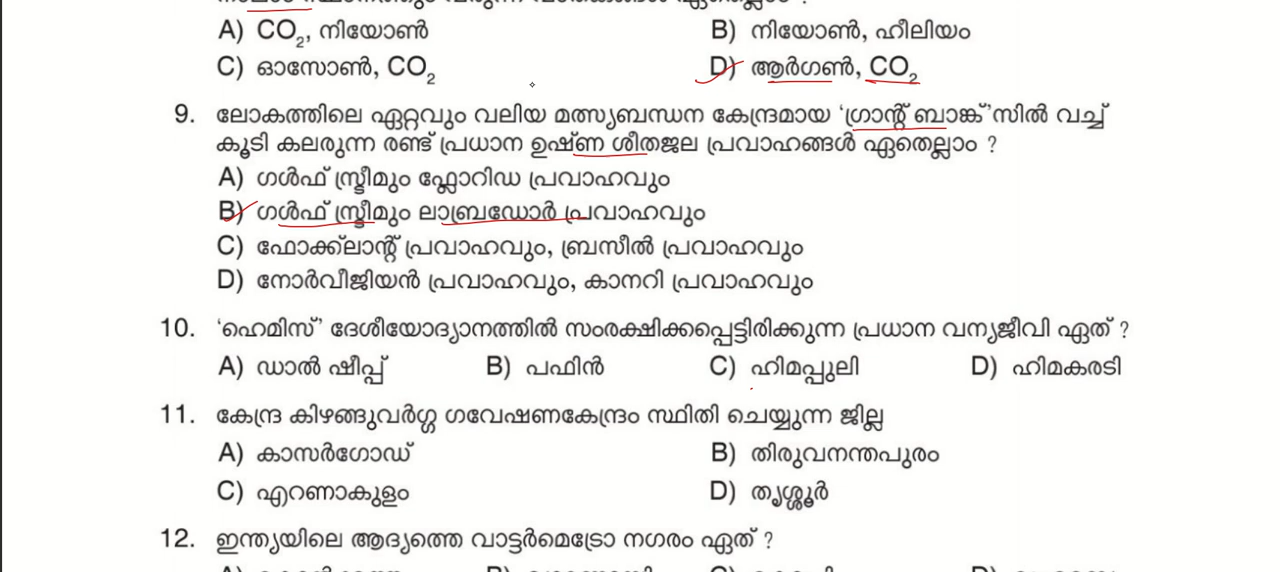 A) CO₂, നിയോൺ B) നിയോൺ, ഹീലിയം
C) ഓസോൺ, CO₂ D) ആർഗൺ, CO₂
9. ലോകത്തിലെ ഏറ്റവും വലിയ മത്സ്യബന്ധന കേന്ദ്രമായ ‘ഗ്രാന്റ് ബാങ്ക്’സിൽ വച്ച്
കൂടി കലരുന്ന രണ്ട് പ്രധാന ഉഷ്ണ ശീതജല പ്രവാഹങ്ങൾ ഏതെല്ലാം ?
A) ഗൾഫ് സ്ട്രീമും ഫ്ലോറിഡ പ്രവാഹവും
B) ഗൾഫ് സ്ട്രീമും ലാബ്രഡോർ പ്രവാഹവും
C) ഫോക്ക്‌ലാന്റ് പ്രവാഹവും, ബ്രസീൽ പ്രവാഹവും
D) നോർവീജിയൻ പ്രവാഹവും, കാനറി പ്രവാഹവും
10. ‘ഹെമിസ്’ ദേശീയോദ്യാനത്തിൽ സംരക്ഷിക്കപ്പെട്ടിരിക്കുന്ന പ്രധാന വന്യജീവി ഏത് ?
A) ഡാൽ ഷീപ്പ് B) പഫിൻ C) ഹിമപ്പുലി D) ഹിമകരടി
11. കേന്ദ്ര കിഴങ്ങുവർഗ്ഗ ഗവേഷണകേന്ദ്രം സ്ഥിതി ചെയ്യുന്ന ജില്ല
A) കാസർഗോഡ് B) തിരുവനന്തപുരം
C) എറണാകുളം D) തൃശ്ശൂർ
12. ഇന്ത്യയിലെ ആദ്യത്തെ വാട്ടർമെട്രോ നഗരം ഏത് ?